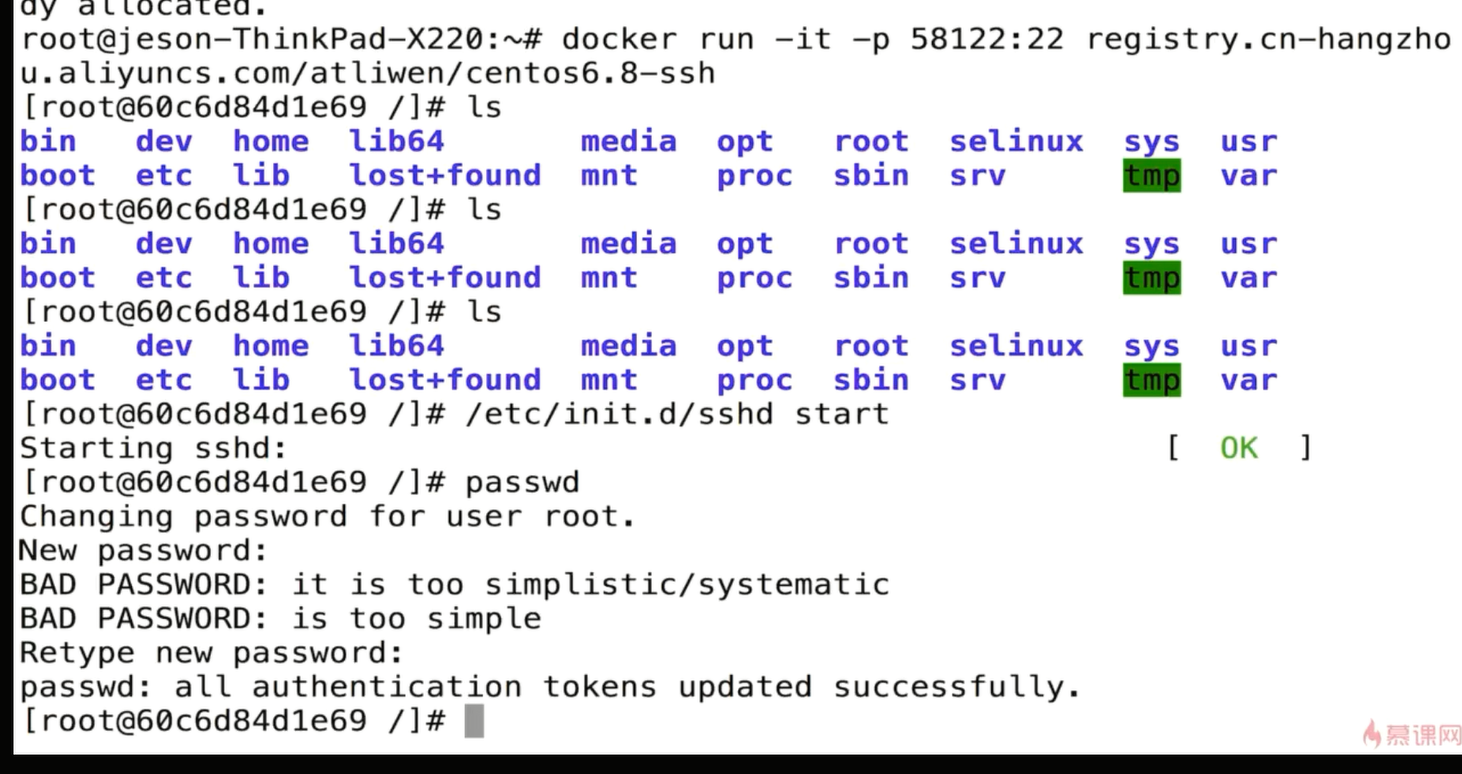 dy allocated.
root@jeson-ThinkPad-X220:~# docker run -it -p 58122:22 registry.cn-hangzho
u.aliyuncs.com/atliwen/centos6.8-ssh
[root@60c6d84d1e69 /]# ls
bin dev home lib64 media opt root selinux sys usr
boot etc lib lost+found mnt proc sbin srv tmp var
[root@60c6d84d1e69 /]# ls
bin dev home lib64 media opt root selinux sys usr
boot etc lib lost+found mnt proc sbin srv tmp var
[root@60c6d84d1e69 /]# ls
bin dev home lib64 media opt root selinux sys usr
boot etc lib lost+found mnt proc sbin srv tmp var
[root@60c6d84d1e69 /]# /etc/init.d/sshd start
Starting sshd: [ OK ]
[root@60c6d84d1e69 /]# passwd
Changing password for user root.
New password:
BAD PASSWORD: it is too simplistic/systematic
BAD PASSWORD: is too simple
Retype new password:
passwd: all authentication tokens updated successfully.
[root@60c6d84d1e69 /]#
慕课网